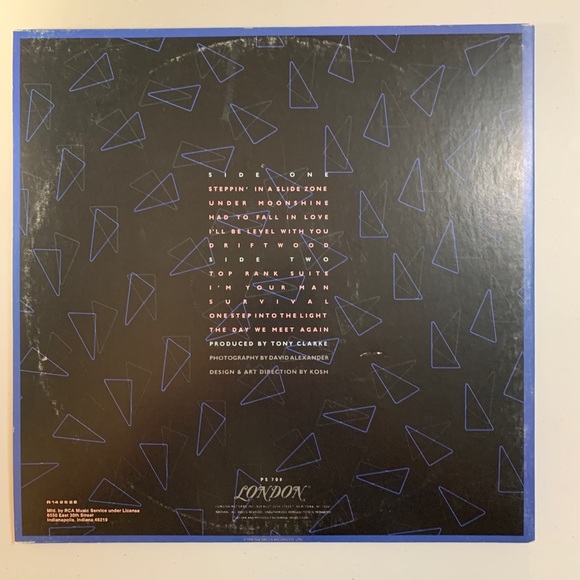 SIDE ONE
STEPPIN' IN A SLIDE ZONE
UNDER MOONSHINE
HAD TO FALL IN LOVE
I'LL BE LEVEL WITH YOU
DRIFTWOOD
SIDE TWO
TOP RANK SUITE
I'M YOUR MAN
SURVIVAL
ONE STEP INTO THE LIGHT
THE DAY WE MEET AGAIN
PRODUCED BY TONY CLARKE
PHOTOGRAPHY BY DAVID ALEXANDER
DESIGN & ART DIRECTION BY KOSH
PS 708
LONDON
Mfd. by RCA Music Service under License
6550 East 30th Street
Indianapolis, Indiana 46219